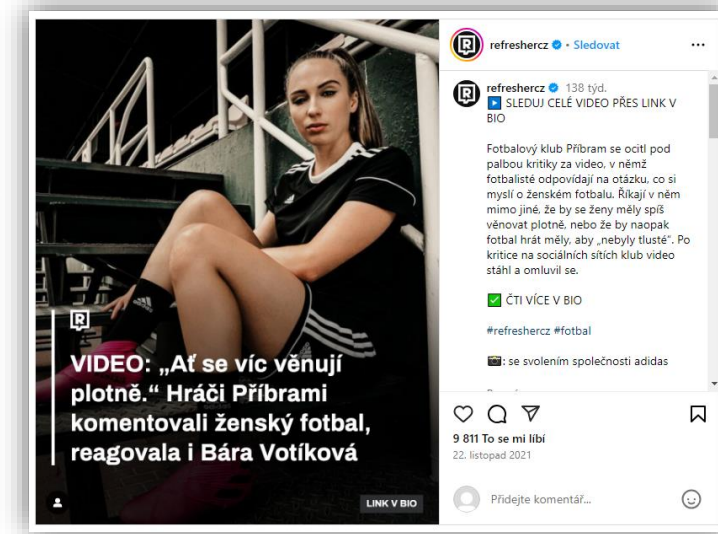 R
VIDEO: „Ať se víc věnují
plotně.“ Hráči Příbrami
komentovali ženský fotbal,
reagovala i Bára Votíková
LINK V BIO
R
refreshercz • Sledovat
R
refreshercz 138 týd.
SLEDUJ CELÉ VIDEO PŘES LINK V
BIO
Fotbalový klub Příbram se ocitl pod
palbou kritiky za video, v němž
fotbalisté odpovídají na otázku, co si
myslí o ženském fotbalu. Říkají v něm
mimo jiné, že by se ženy měly spíš
věnovat plotně, nebo že by naopak
fotbal hrát měly, aby „nebyly tlusté“. Po
kritice na sociálních sítích klub video
stáhl a omluvil se.
ČTI VÍCE V BIO
#refreshercz #fotbal
: se svolením společnosti adidas
9 811 To se mi líbí
22. listopad 2021
Přidejte komentář...